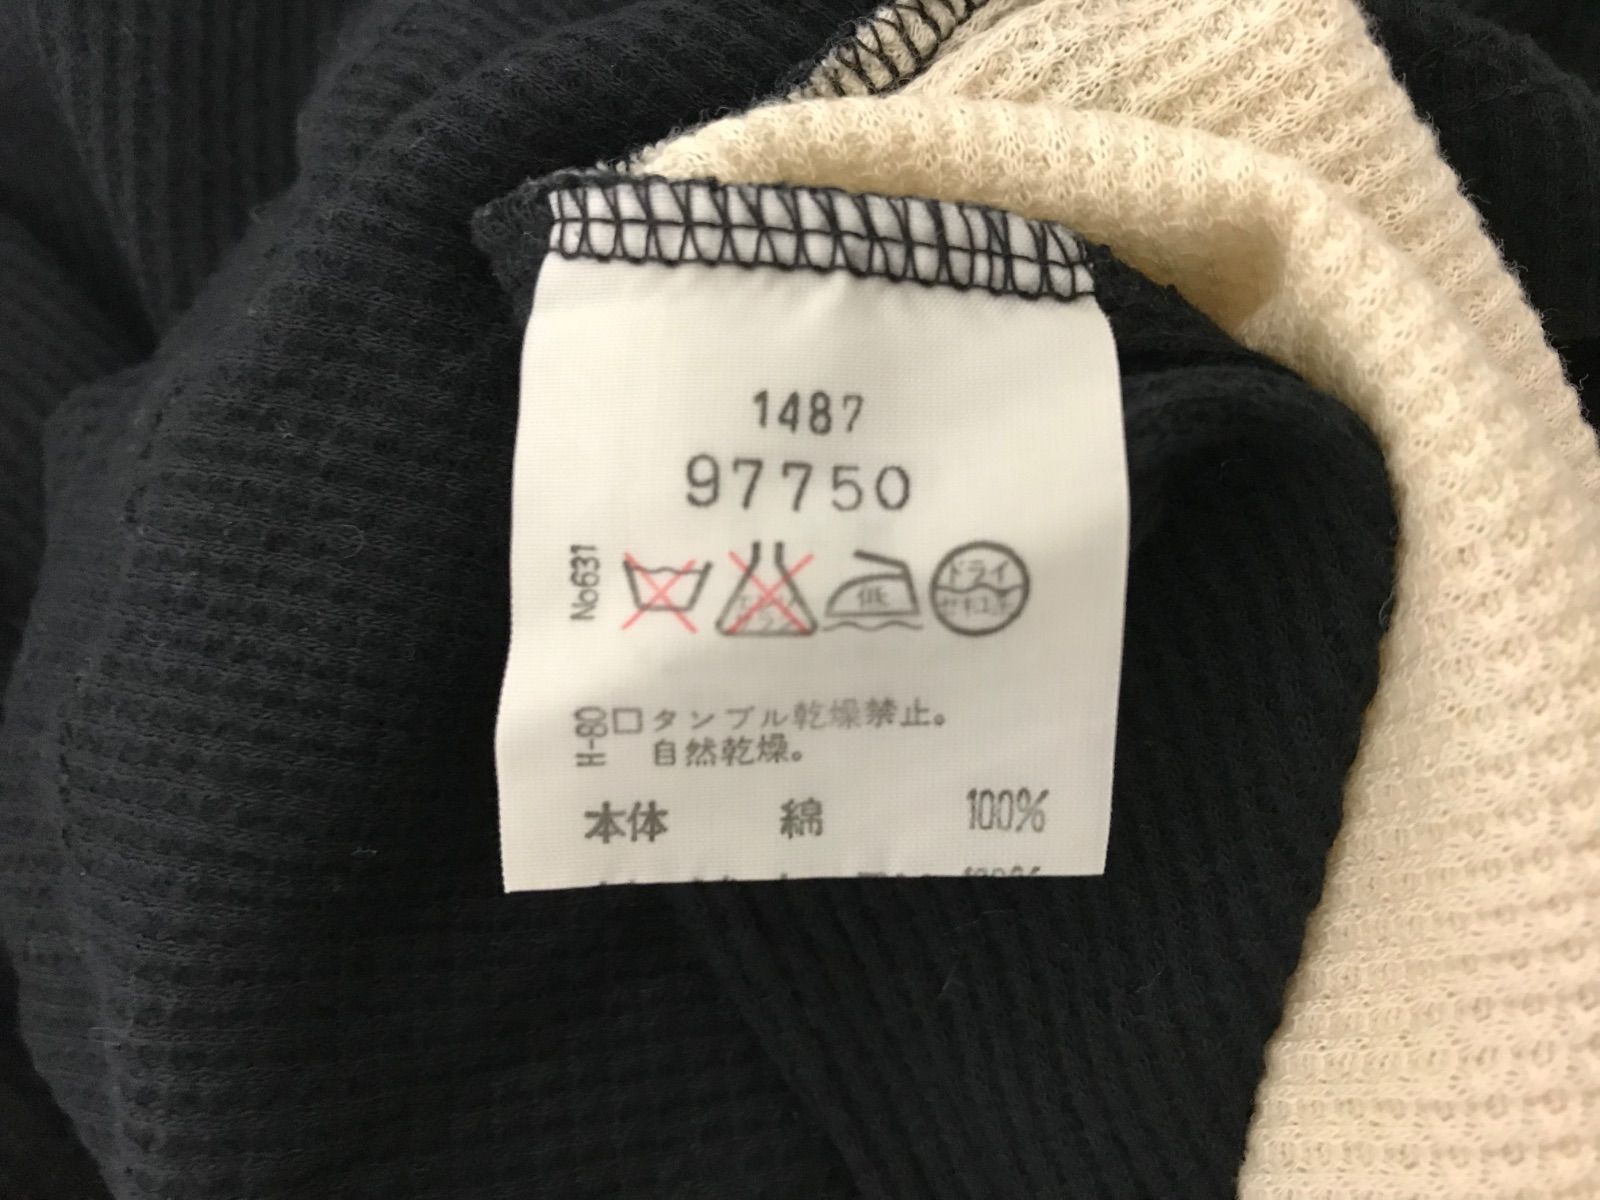 1487
97750
No631
低
ドライ
セキユ系
H-80
タンブル乾燥禁止。
自然乾燥。
本体 綿 100%